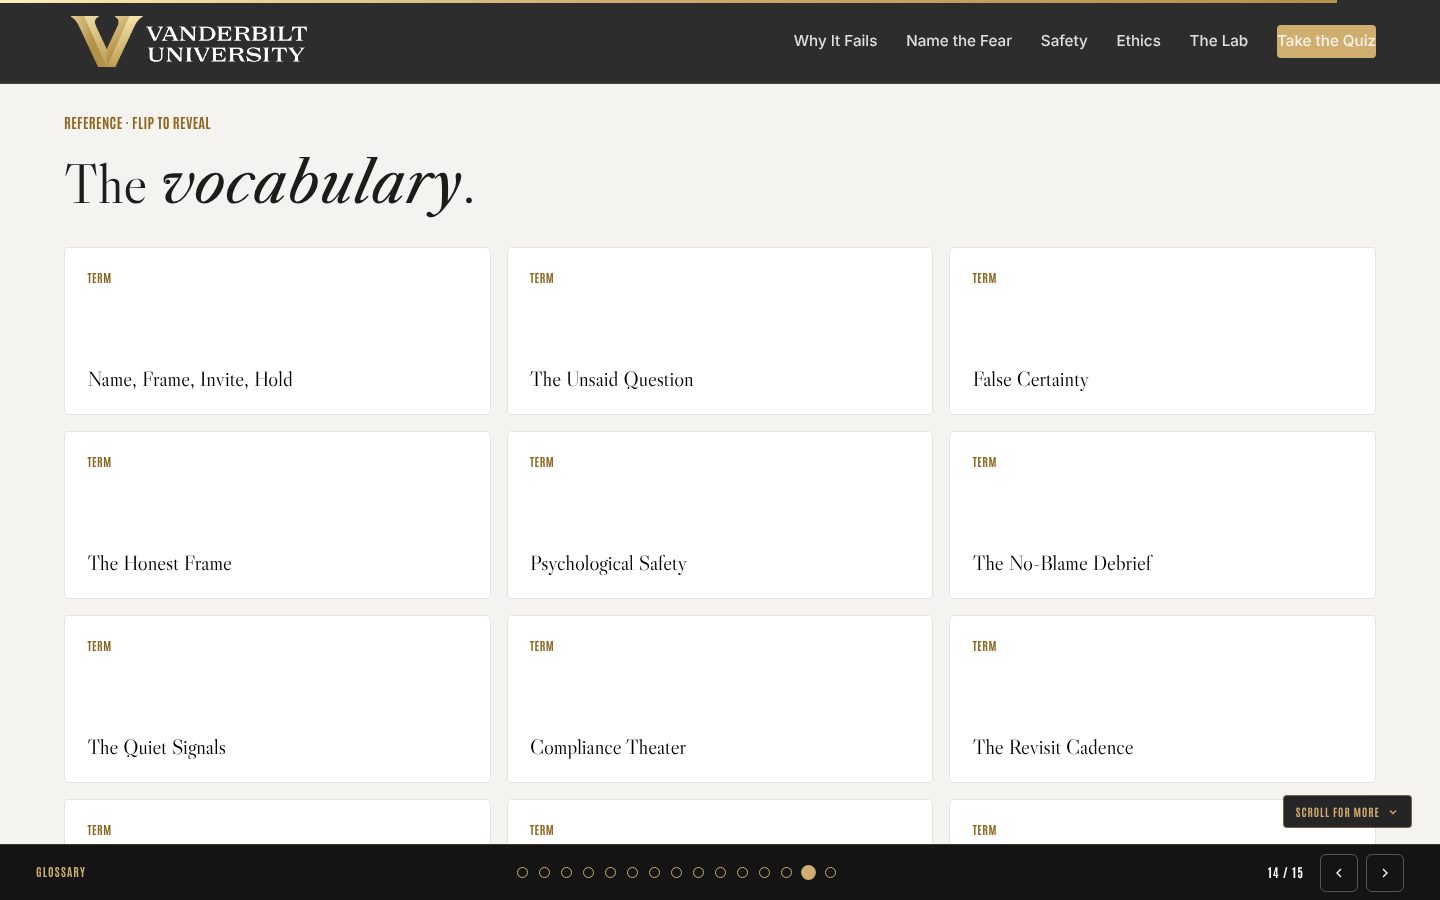 VANDERBILT
UNIVERSITY
Why It Fails
Name the Fear
Safety
Ethics
The Lab
Take the Quiz
REFERENCE · FLIP TO REVEAL
The vocabulary.
TERM
Name, Frame, Invite, Hold
TERM
The Unsaid Question
TERM
False Certainty
TERM
The Honest Frame
TERM
Psychological Safety
TERM
The No-Blame Debrief
TERM
The Quiet Signals
TERM
Compliance Theater
TERM
The Revisit Cadence
TERM
TERM
TERM
SCROLL FOR MORE
GLOSSARY
14 / 15